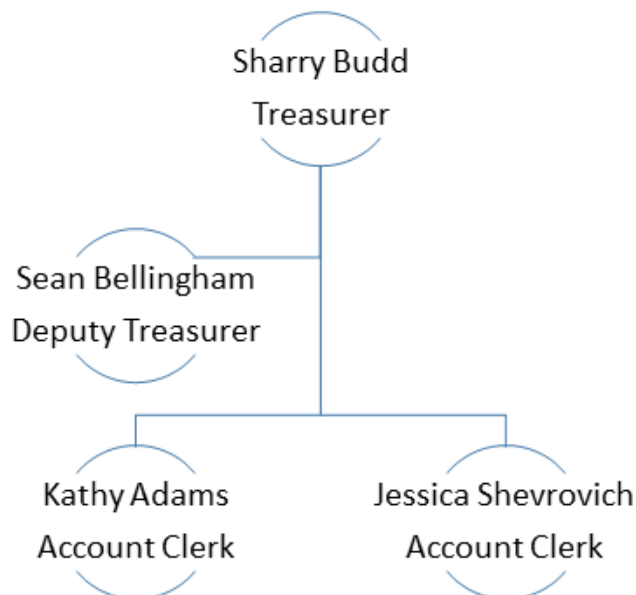 Sharry Budd
Treasurer
Sean Bellingham
Deputy Treasurer
Kathy Adams
Account Clerk
Jessica Shevrovich
Account Clerk